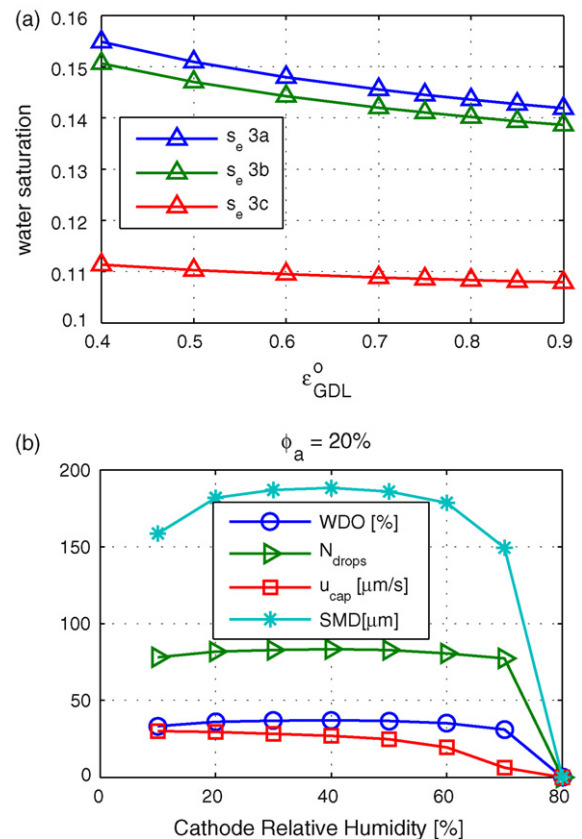 (a)
0.16
0.15
0.14
0.13
0.12
0.11
0.1
water saturation
s_e 3a
s_e 3b
s_e 3c
0.4 0.5 0.6 0.7 0.8 0.9
ε^o_GDL
(b)
ϕ_a = 20%
200
150
100
50
0
WDO [%]
N_drops
u_cap [μm/s]
SMD[μm]
0 20 40 60 80
Cathode Relative Humidity [%]